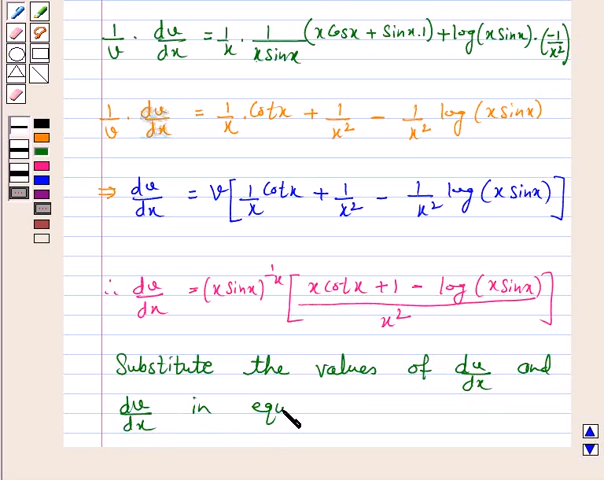 1/v · dv/dx = 1/x · 1/(x sinx) (x cosx + sinx.1) + log(x sinx) · (-1/x²)
1/v · dv/dx = 1/x · cotx + 1/x² - 1/x² log(x sinx)
⇒ dv/dx = v[1/x cotx + 1/x² - 1/x² log(x sinx)]
∴ dv/dx = (x sinx)^(1/x) [(x cotx + 1 - log(x sinx))/x²]
Substitute the values of du/dx and
dv/dx in equ